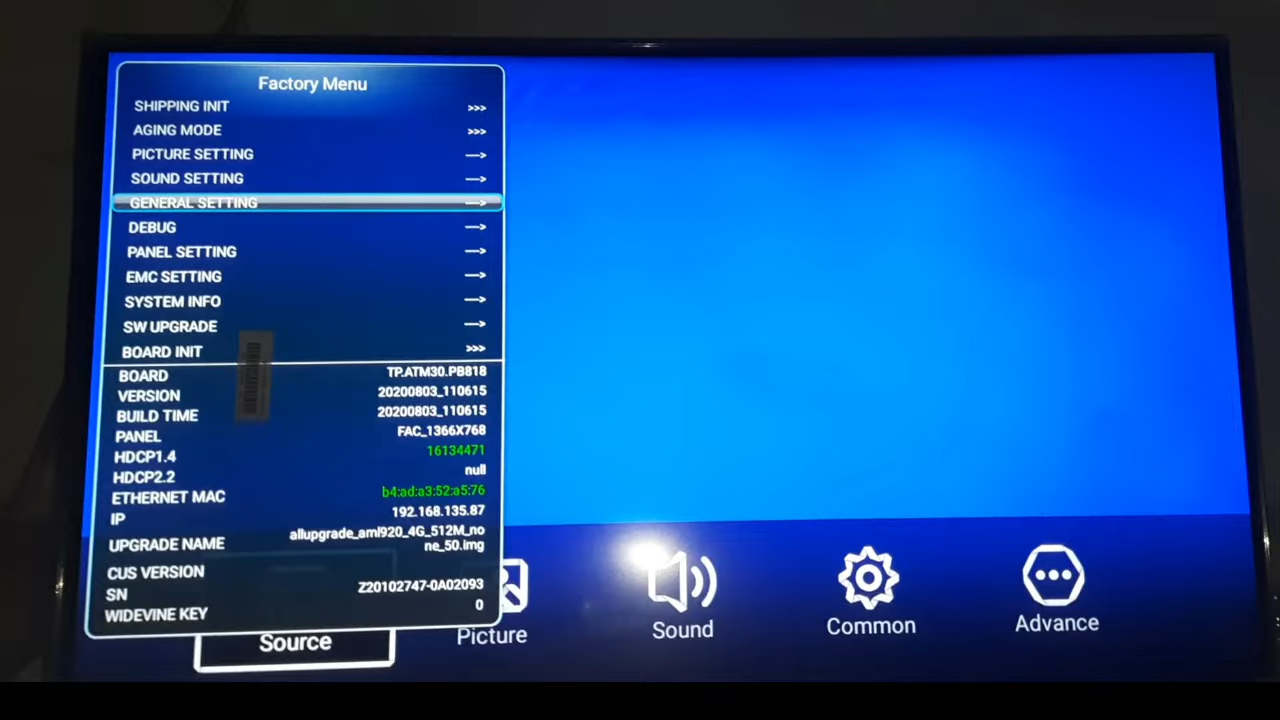 Factory Menu
SHIPPING INIT >>>
AGING MODE >>>
PICTURE SETTING —>
SOUND SETTING —>
GENERAL SETTING —>
DEBUG —>
PANEL SETTING —>
EMC SETTING —>
SYSTEM INFO —>
SW UPGRADE —>
BOARD INIT >>>
BOARD TP.ATM30.PB818
VERSION 20200803_110615
BUILD TIME 20200803_110615
PANEL FAC_1366X768
HDCP1.4 16134471
HDCP2.2 null
ETHERNET MAC b4:ad:a3:52:a5:76
IP 192.168.135.87
UPGRADE NAME allupgrade_aml920_4G_512M_no
ne_50.img
CUS VERSION
SN Z20102747-0A02093
WIDEVINE KEY 0
Source Picture Sound Common Advance